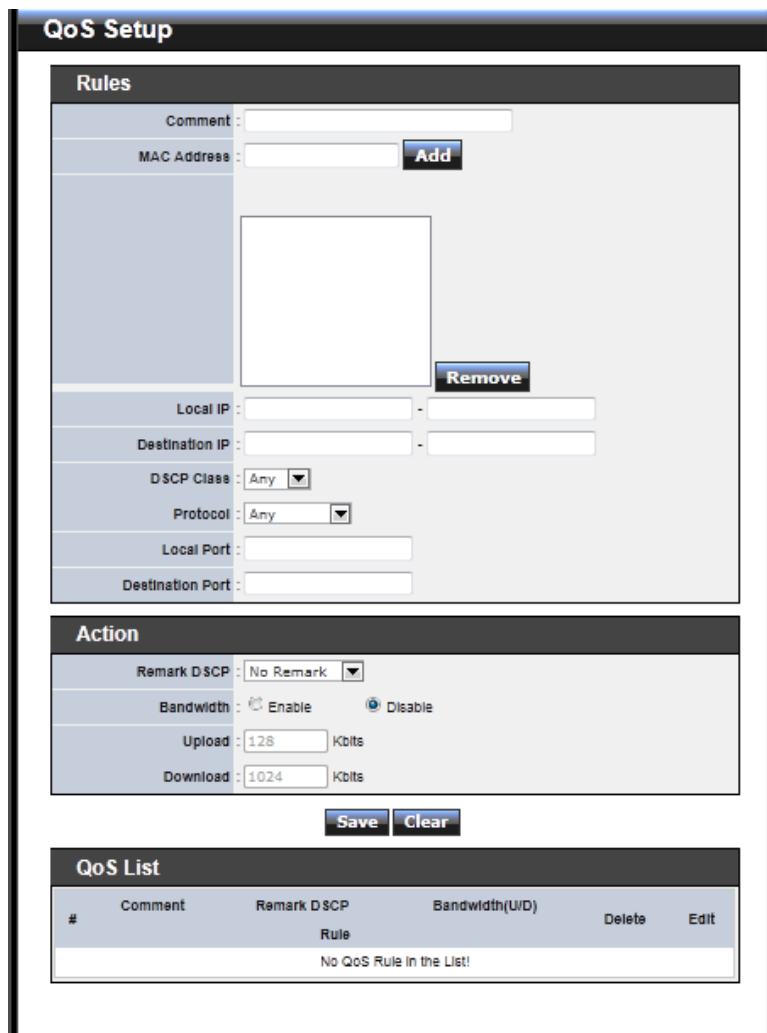 QoS Setup
Rules
Comment :
MAC Address : Add
Remove
Local IP : -
Destination IP : -
DSCP Class : Any
Protocol : Any
Local Port :
Destination Port :
Action
Remark DSCP : No Remark
Bandwidth : Enable Disable
Upload : 128 Kbits
Download : 1024 Kbits
Save Clear
QoS List
# Comment Remark DSCP Bandwidth(U/D) Delete Edit
Rule
No QoS Rule in the List!